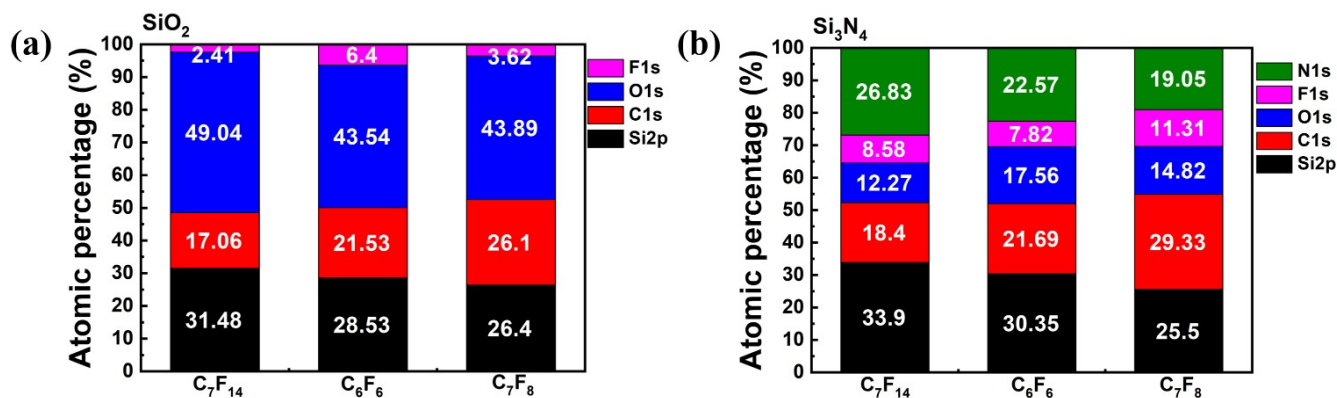 (a)
SiO₂
Atomic percentage (%)
100
90
80
70
60
50
40
30
20
10
0
2.41
6.4
3.62
49.04
43.54
43.89
17.06
21.53
26.1
31.48
28.53
26.4
C₇F₁₄
C₆F₆
C₇F₈
F1s
O1s
C1s
Si2p
(b)
Si₃N₄
Atomic percentage (%)
100
90
80
70
60
50
40
30
20
10
0
26.83
22.57
19.05
8.58
7.82
11.31
12.27
17.56
14.82
18.4
21.69
29.33
33.9
30.35
25.5
C₇F₁₄
C₆F₆
C₇F₈
N1s
F1s
O1s
C1s
Si2p